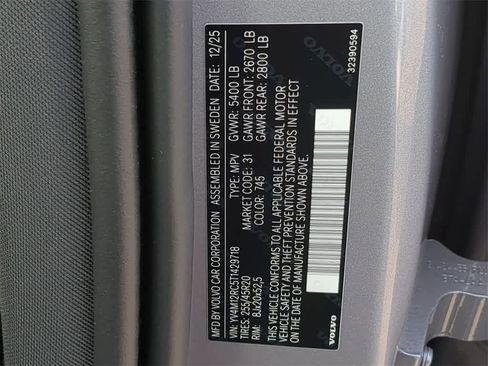 MFD BY VOLVO CAR CORPORATION ASSEMBLED IN SWEDEN DATE: 12/25
GVWR: 5400 LB
GAWR FRONT: 2670 LB
GAWR REAR: 2800 LB
VIN: YV4M12RC5T1429718 TYPE: MPV
TIRES: 255/45R20 MARKET CODE: 31
RIM: 8Jx20x52,5 COLOR: 745
THIS VEHICLE CONFORMS TO ALL APPLICABLE FEDERAL MOTOR
VEHICLE SAFETY AND THEFT PREVENTION STANDARDS IN EFFECT
ON THE DATE OF MANUFACTURE SHOWN ABOVE.
VOLVO
32390594
VOLVO